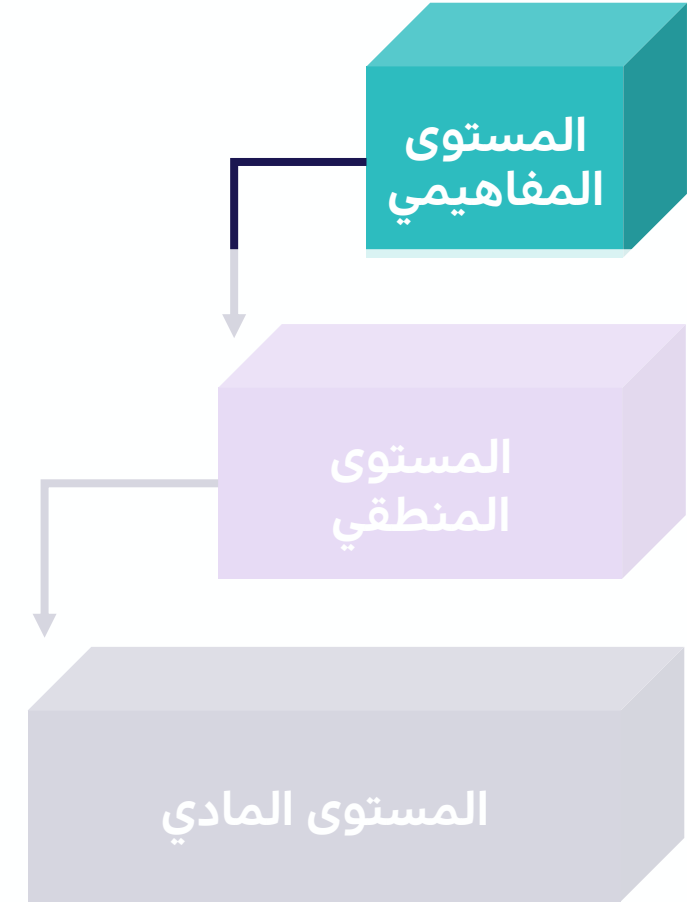 المستوى
المفاهيمي
المستوى
المنطقي
المستوى المادي